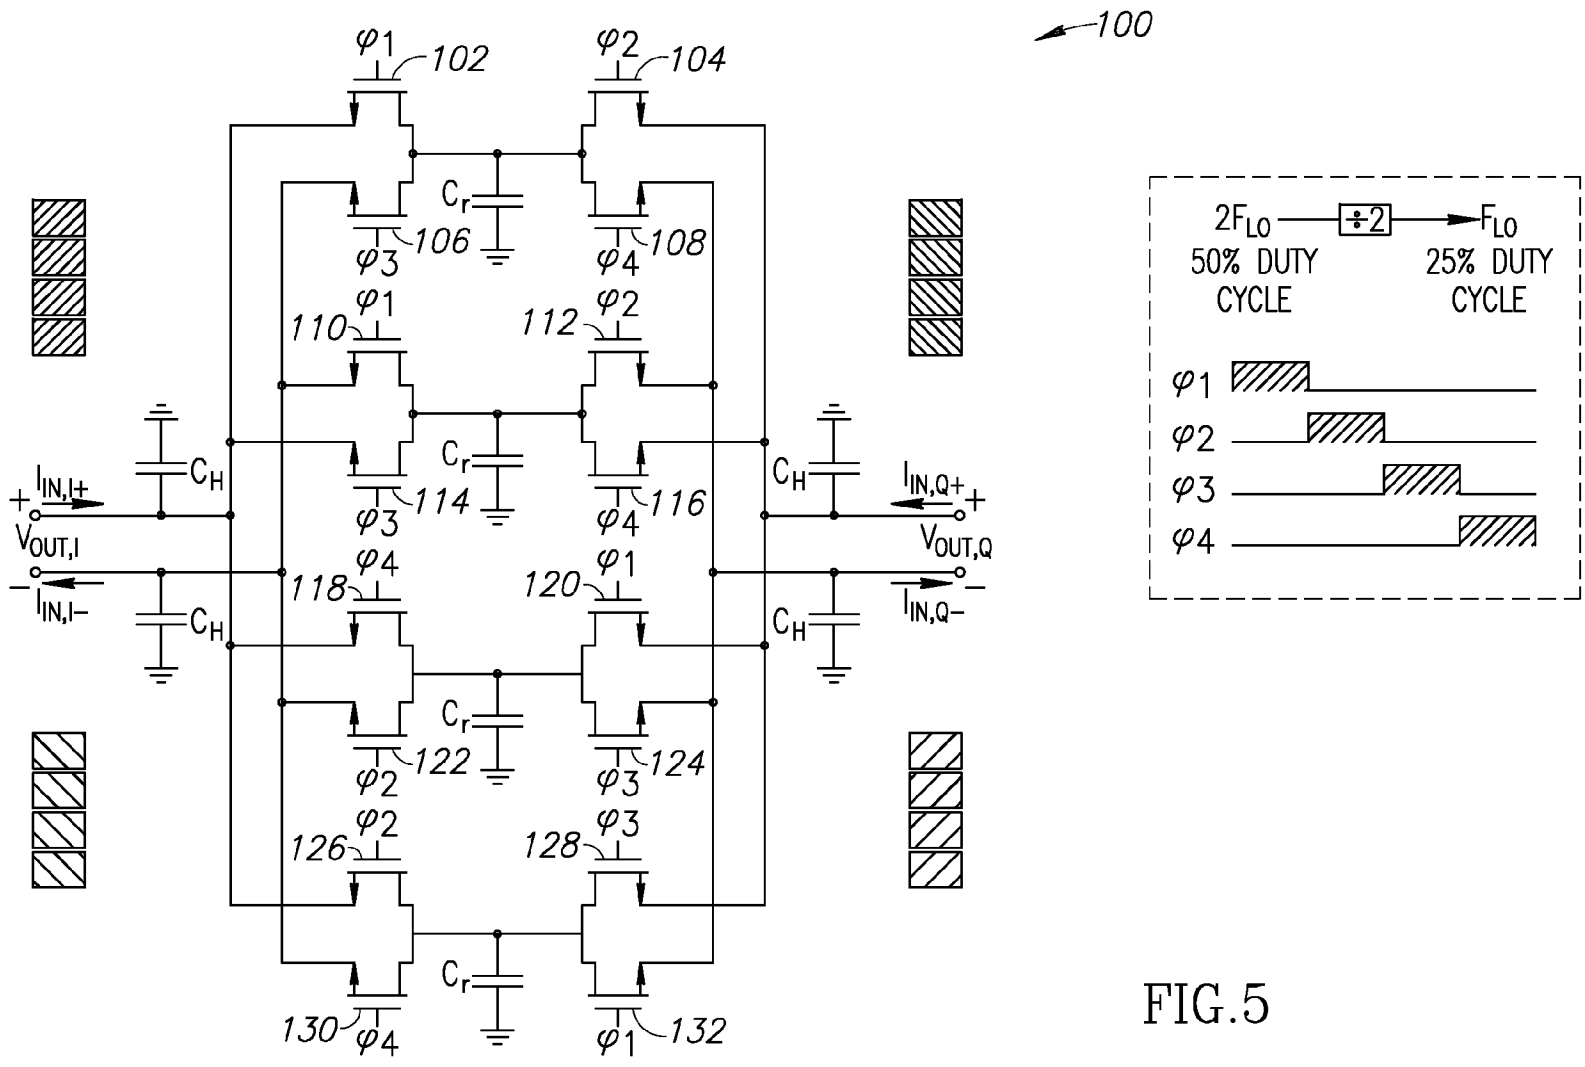 100
φ1 102 φ2 104
Cr
φ3 106 φ4 108
φ1 110 φ2 112
Cr
φ3 114 φ4 116
CH CH
+ IIN,I+ IIN,Q+ +
VOUT,I VOUT,Q
- IIN,I- IIN,Q- -
CH CH
φ4 118 φ1 120
Cr
φ2 122 φ3 124
φ2 126 φ3 128
Cr
φ4 130 φ1 132
2FLO ÷2 FLO
50% DUTY CYCLE
25% DUTY CYCLE
φ1
φ2
φ3
φ4
FIG.5